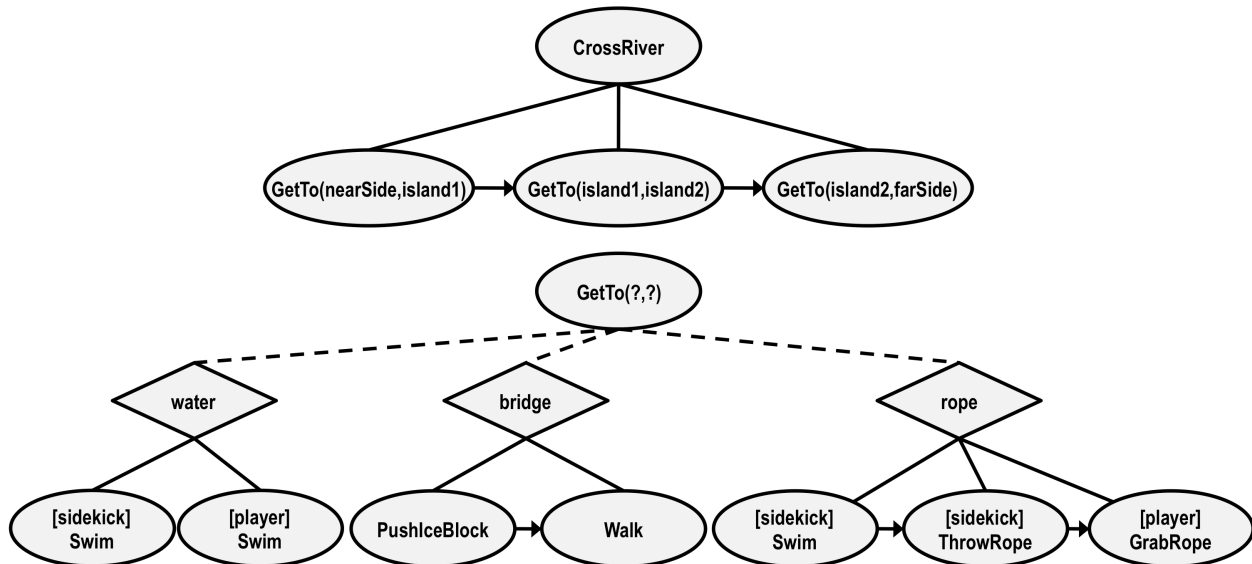 CrossRiver
GetTo(nearSide,island1)
GetTo(island1,island2)
GetTo(island2,farSide)
GetTo(?,?)
water
bridge
rope
[sidekick]
Swim
[player]
Swim
PushIceBlock
Walk
[sidekick]
Swim
[sidekick]
ThrowRope
[player]
GrabRope